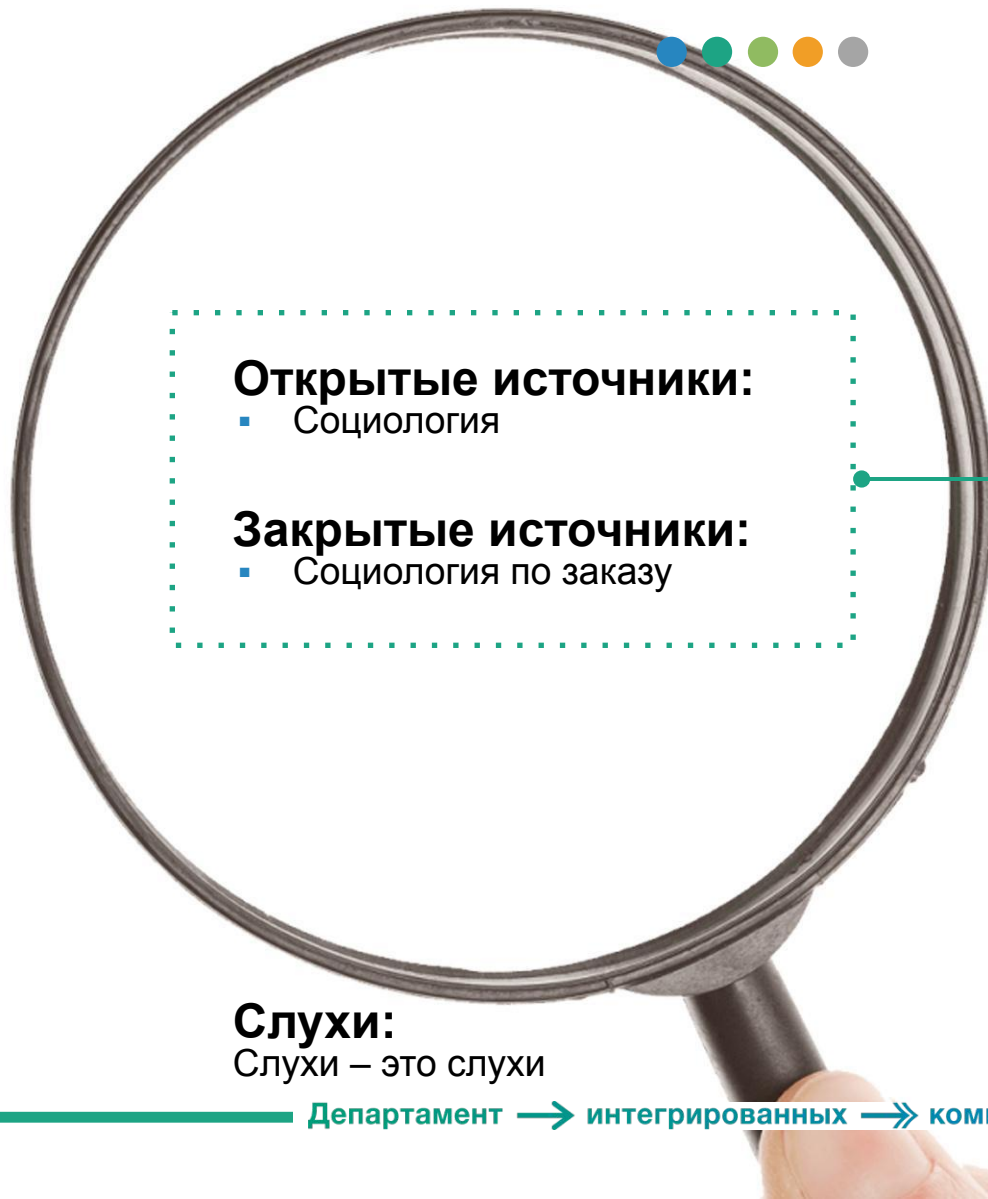 Открытые источники:
▪ Социология
Закрытые источники:
▪ Социология по заказу
Слухи:
Слухи – это слухи
Департамент → интегрированных →